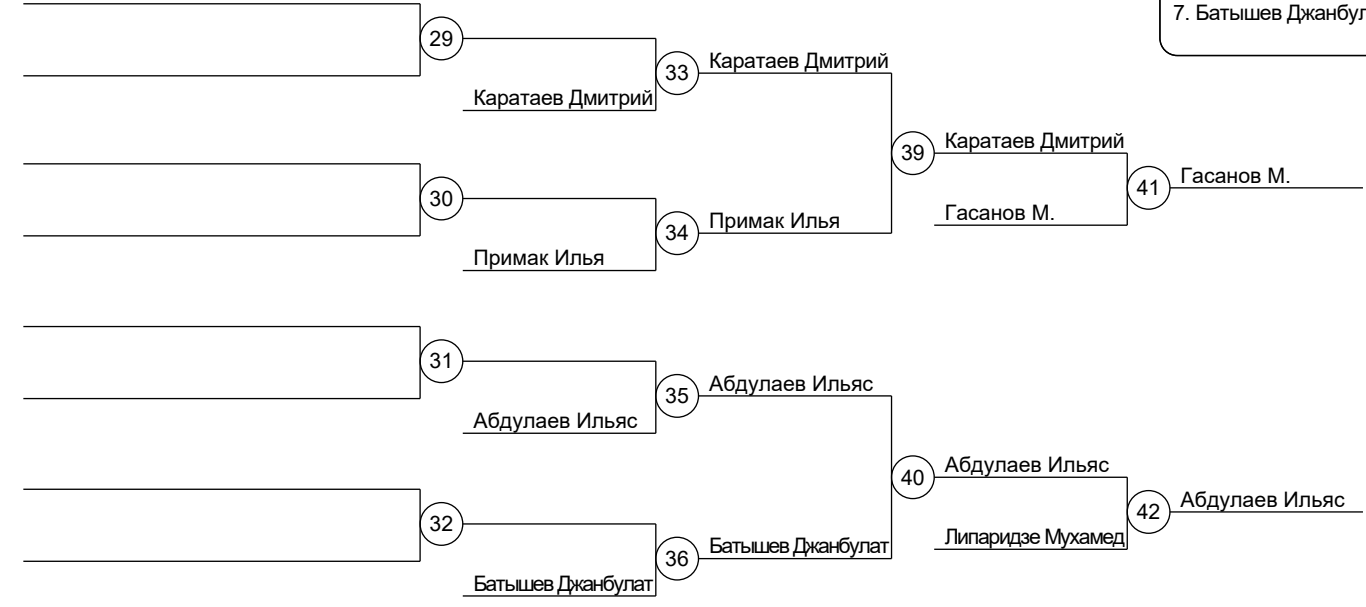 7. Батышев Джанбул
29
33
Каратаев Дмитрий
Каратаев Дмитрий
39
Каратаев Дмитрий
41
Гасанов М.
30
34
Примак Илья
Гасанов М.
Примак Илья
31
35
Абдулаев Ильяс
Абдулаев Ильяс
40
Абдулаев Ильяс
42
Абдулаев Ильяс
32
36
Батышев Джанбулат
Липаридзе Мухамед
Батышев Джанбулат